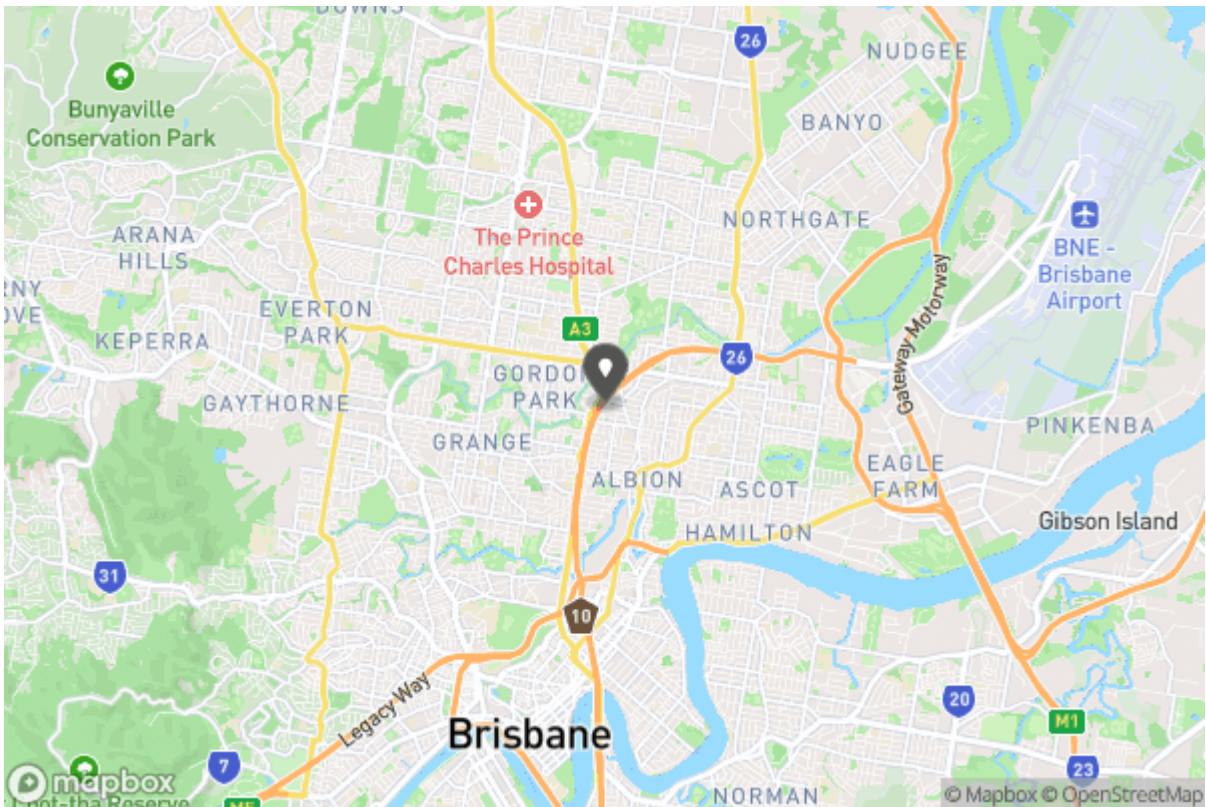 DOWNS
26
NUDGEE
Bunyaville
Conservation Park
BANYO
The Prince
Charles Hospital
NORTHGATE
ARANA
HILLS
BNE -
Brisbane
Airport
EVERTON
PARK
KEPERRA
A3
26
Gateway Motorway
GORDON
PARK
GAYTHORNE
GRANGE
PINKENBA
ALBION
ASCOT
EAGLE
FARM
HAMILTON
Gibson Island
31
10
Legacy Way
20
Brisbane
M1
7
23
mapbox
NORMAN
© Mapbox © OpenStreetMap